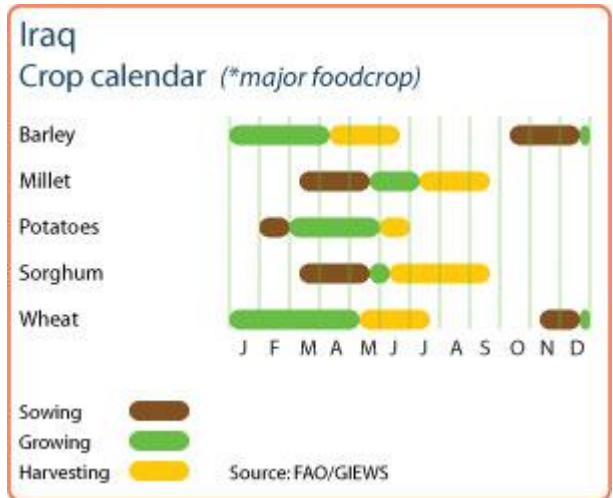 Iraq
Crop calendar (*major foodcrop)
Barley
Millet
Potatoes
Sorghum
Wheat
J F M A M J J A S O N D
Sowing
Growing
Harvesting
Source: FAO/GIEWS